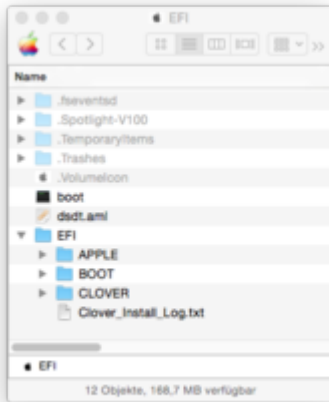 EFI
Name
.fseventsd
.Spotlight-V100
.TemporaryItems
.Trashes
.VolumeIcon
boot
dsdt.aml
EFI
APPLE
BOOT
CLOVER
Clover_Install_Log.txt
EFI
12 Objekte, 168,7 MB verfügbar